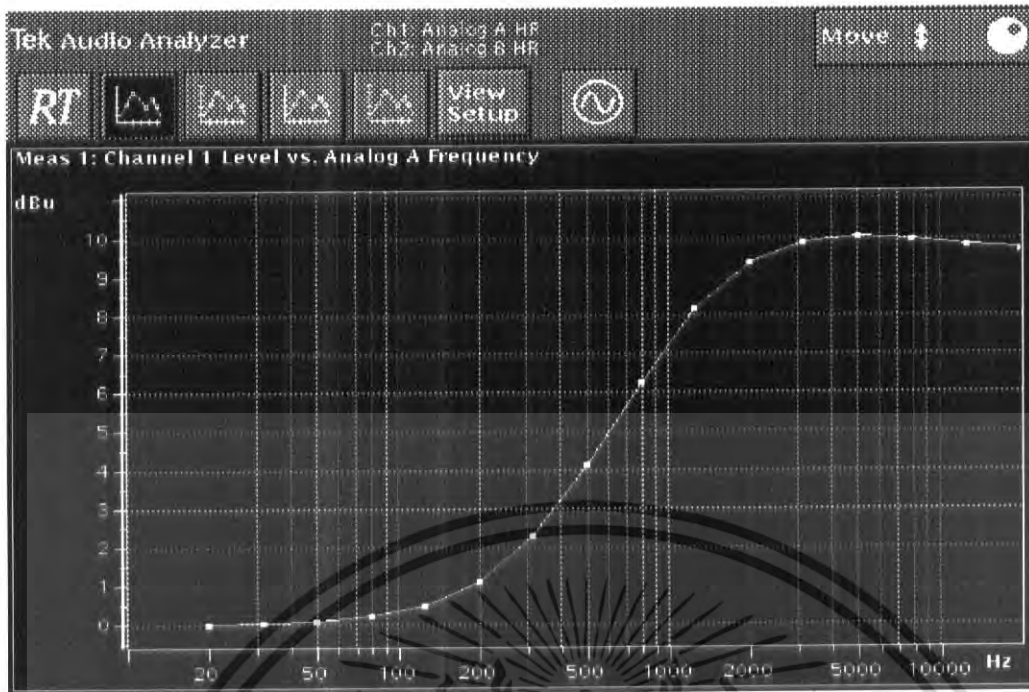 Tek Audio Analyzer
Ch1: Analog A HR
Ch2: Analog B HR
Move
RT
View
Setup
Meas 1: Channel 1 Level vs. Analog A Frequency
dBu
10
9
8
7
6
5
4
3
2
1
0
20 50 100 200 500 1000 2000 5000 10000 Hz